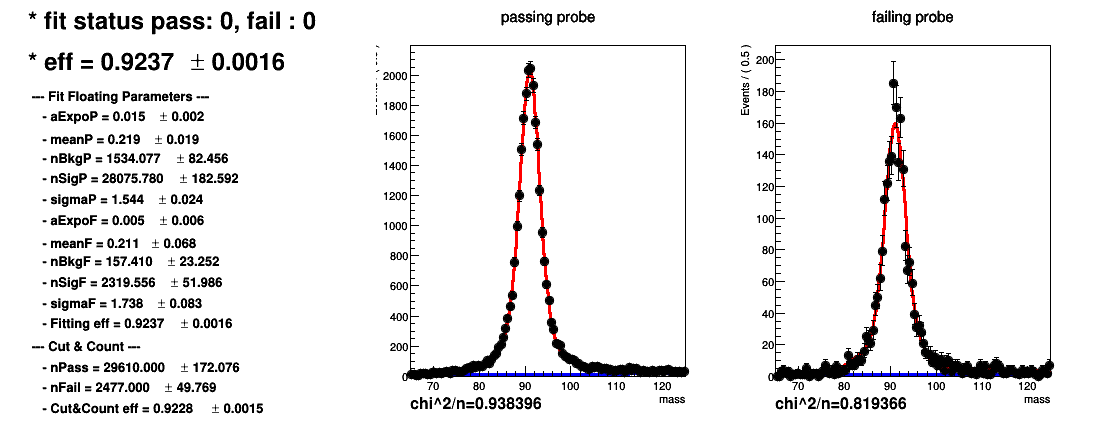 * fit status pass: 0, fail : 0
* eff = 0.9237 ± 0.0016
--- Fit Floating Parameters ---
- aExpoP = 0.015 ± 0.002
- meanP = 0.219 ± 0.019
- nBkgP = 1534.077 ± 82.456
- nSigP = 28075.780 ± 182.592
- sigmaP = 1.544 ± 0.024
- aExpoF = 0.005 ± 0.006
- meanF = 0.211 ± 0.068
- nBkgF = 157.410 ± 23.252
- nSigF = 2319.556 ± 51.986
- sigmaF = 1.738 ± 0.083
- Fitting eff = 0.9237 ± 0.0016
--- Cut & Count ---
- nPass = 29610.000 ± 172.076
- nFail = 2477.000 ± 49.769
- Cut&Count eff = 0.9228 ± 0.0015
passing probe
2000
1800
1600
1400
1200
1000
800
600
400
200
0
70 80 90 100 110 120
mass
chi^2/n=0.938396
failing probe
Events / ( 0.5 )
200
180
160
140
120
100
80
60
40
20
0
70 80 90 100 110 120
mass
chi^2/n=0.819366